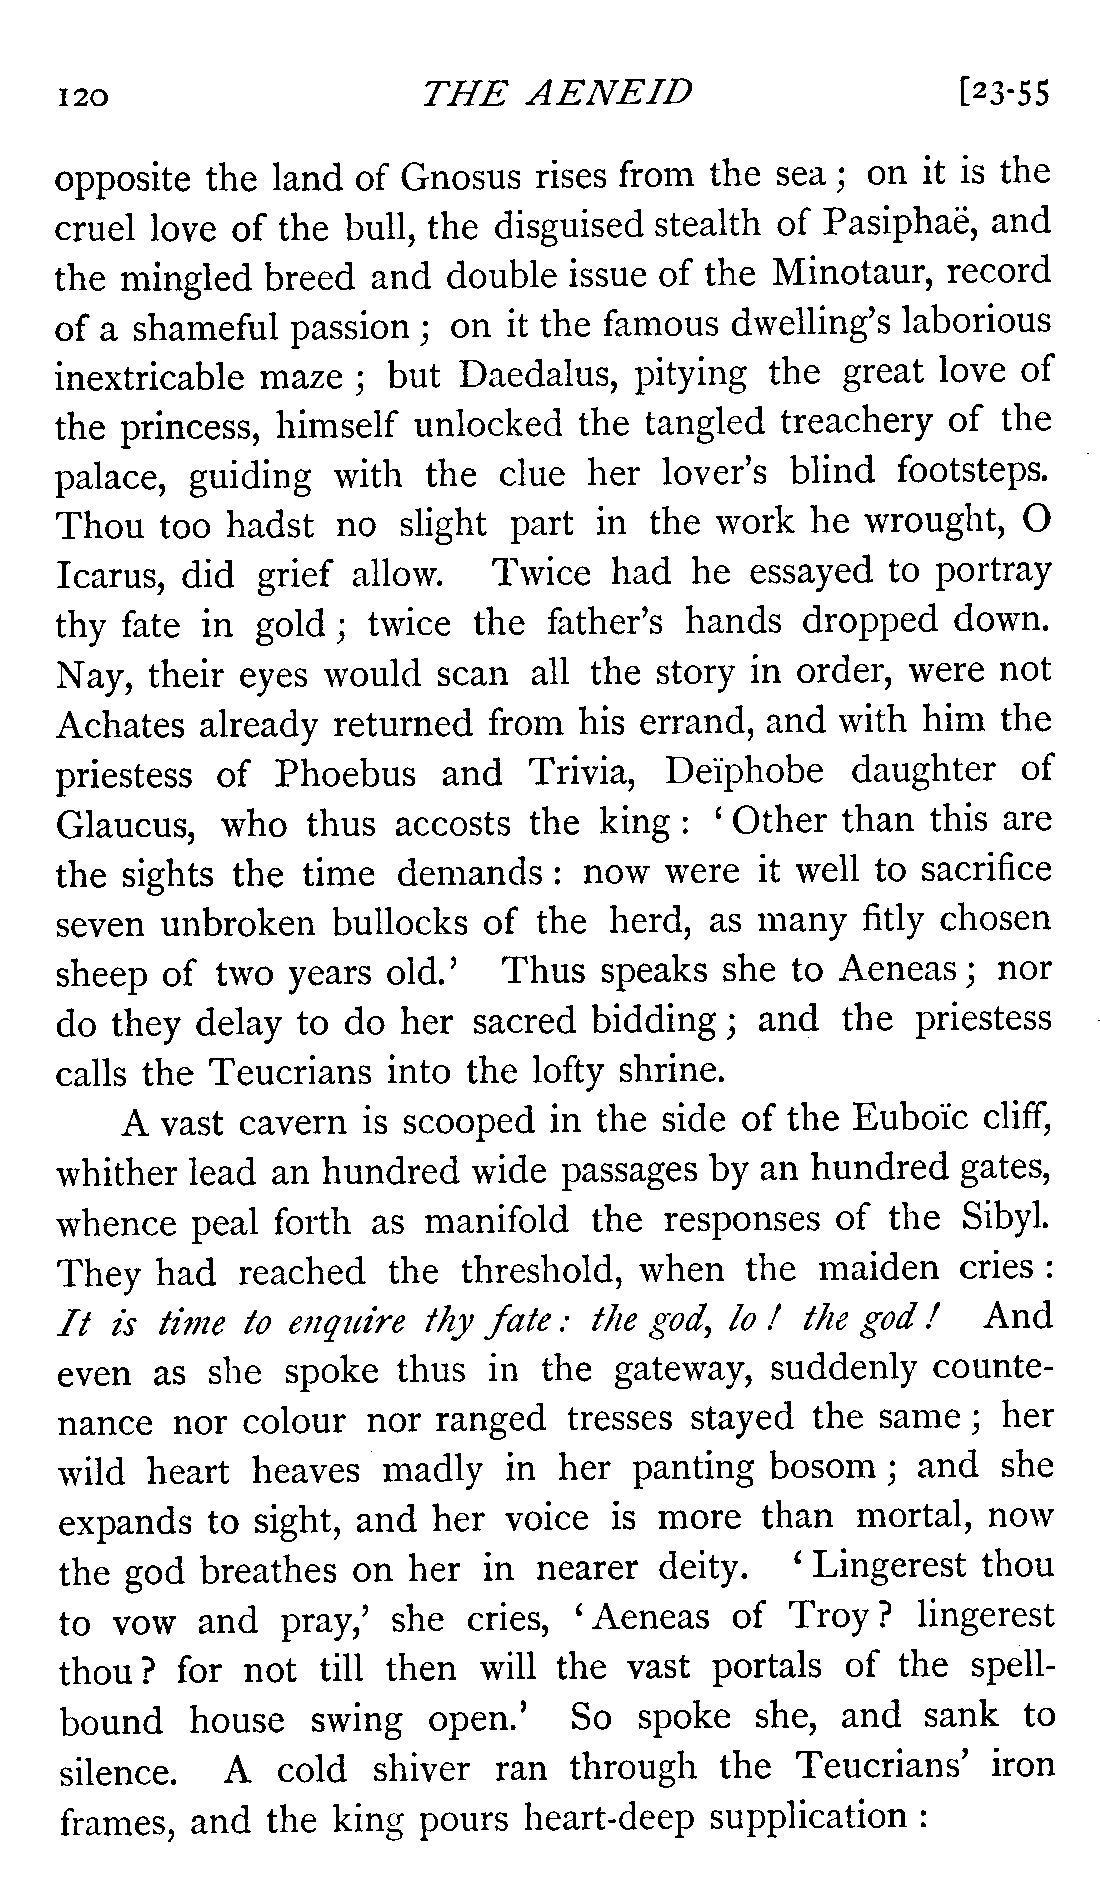 120 THE AENEID [23-55
opposite the land of Gnosus rises from the sea ; on it is the
cruel love of the bull, the disguised stealth of Pasiphaë, and
the mingled breed and double issue of the Minotaur, record
of a shameful passion ; on it the famous dwelling's laborious
inextricable maze ; but Daedalus, pitying the great love of
the princess, himself unlocked the tangled treachery of the
palace, guiding with the clue her lover's blind footsteps.
Thou too hadst no slight part in the work he wrought, O
Icarus, did grief allow. Twice had he essayed to portray
thy fate in gold ; twice the father's hands dropped down.
Nay, their eyes would scan all the story in order, were not
Achates already returned from his errand, and with him the
priestess of Phoebus and Trivia, Deïphobe daughter of
Glaucus, who thus accosts the king : ‘ Other than this are
the sights the time demands : now were it well to sacrifice
seven unbroken bullocks of the herd, as many fitly chosen
sheep of two years old.’ Thus speaks she to Aeneas ; nor
do they delay to do her sacred bidding ; and the priestess
calls the Teucrians into the lofty shrine.
A vast cavern is scooped in the side of the Euboïc cliff,
whither lead an hundred wide passages by an hundred gates,
whence peal forth as manifold the responses of the Sibyl.
They had reached the threshold, when the maiden cries :
It is time to enquire thy fate : the god, lo ! the god ! And
even as she spoke thus in the gateway, suddenly counte-
nance nor colour nor ranged tresses stayed the same ; her
wild heart heaves madly in her panting bosom ; and she
expands to sight, and her voice is more than mortal, now
the god breathes on her in nearer deity. ‘ Lingerest thou
to vow and pray,’ she cries, ‘ Aeneas of Troy ? lingerest
thou ? for not till then will the vast portals of the spell-
bound house swing open.’ So spoke she, and sank to
silence. A cold shiver ran through the Teucrians’ iron
frames, and the king pours heart-deep supplication :